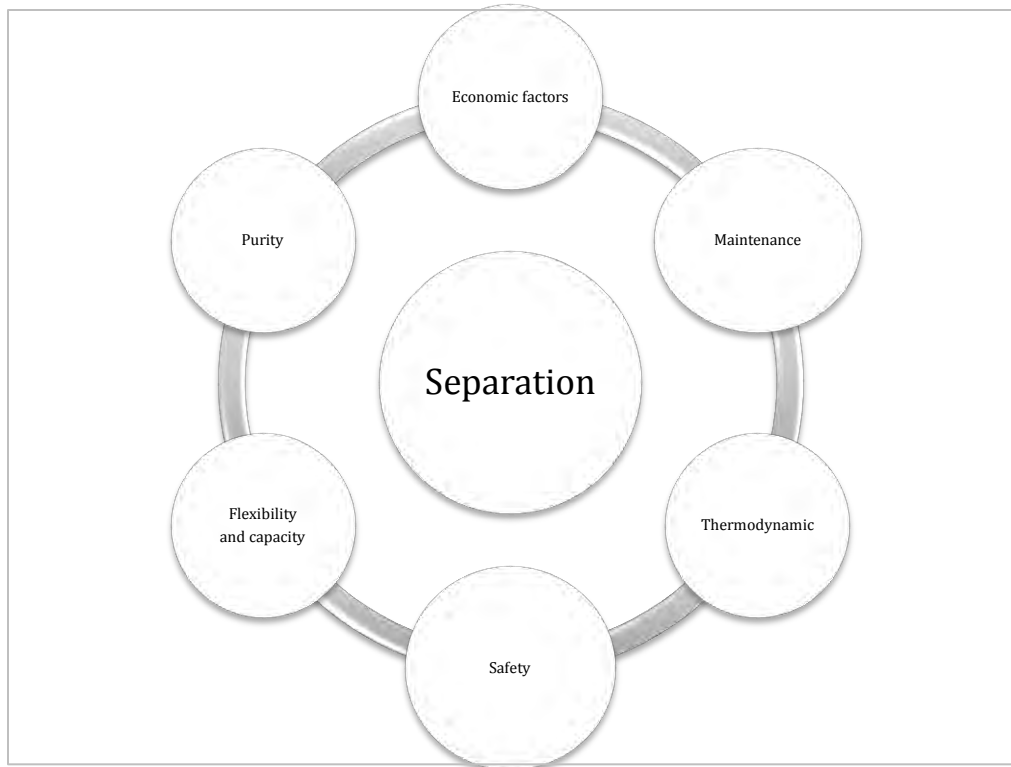 Economic factors
Purity
Maintenance
Separation
Flexibility
and capacity
Thermodynamic
Safety